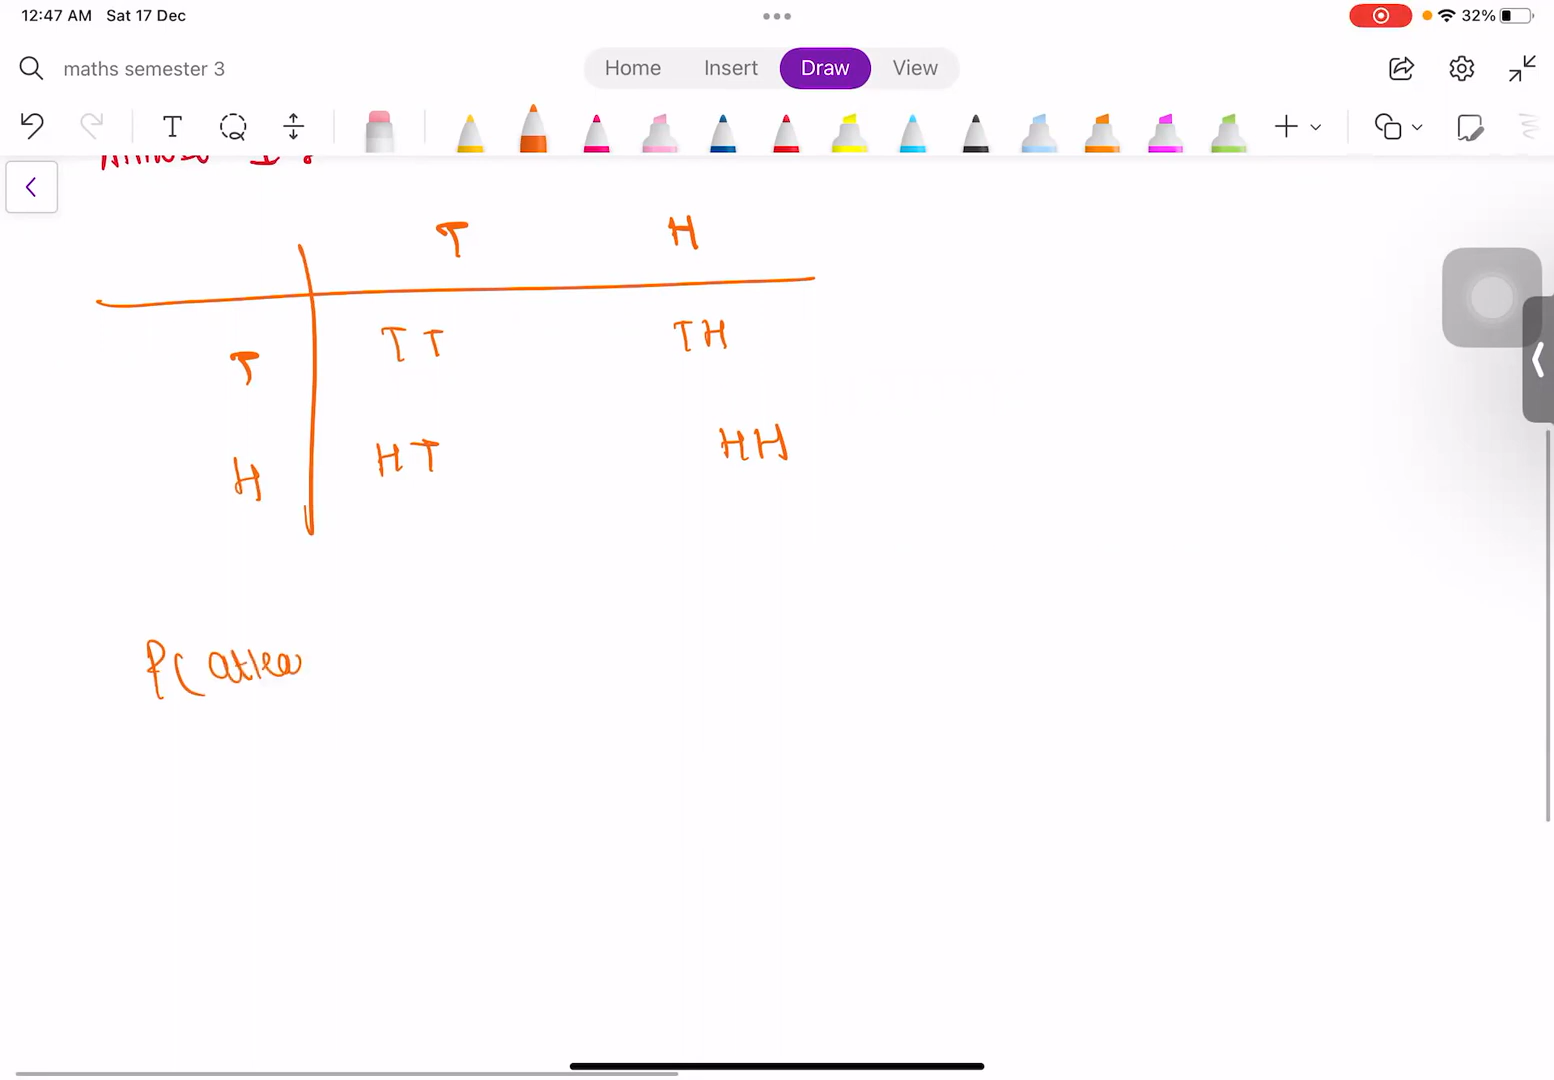 12:47 AM Sat 17 Dec
32%
maths semester 3
Home Insert Draw View
T H
T TT TH
H HT HH
P( atlea